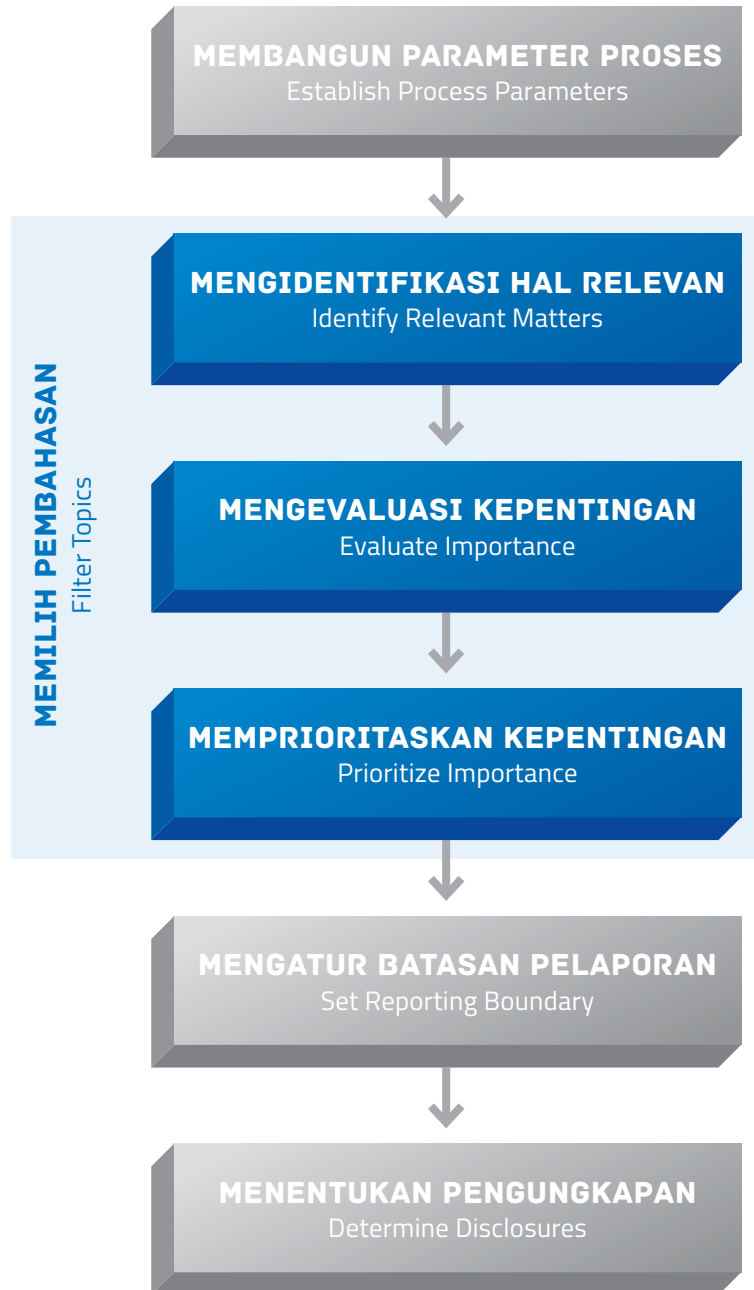 MEMBANGUN PARAMETER PROSES
Establish Process Parameters
MEMILIH PEMBAHASAN
Filter Topics
MENGIDENTIFIKASI HAL RELEVAN
Identify Relevant Matters
MENGEVALUASI KEPENTINGAN
Evaluate Importance
MEMPRIORITASKAN KEPENTINGAN
Prioritize Importance
MENGATUR BATASAN PELAPORAN
Set Reporting Boundary
MENENTUKAN PENGUNGKAPAN
Determine Disclosures